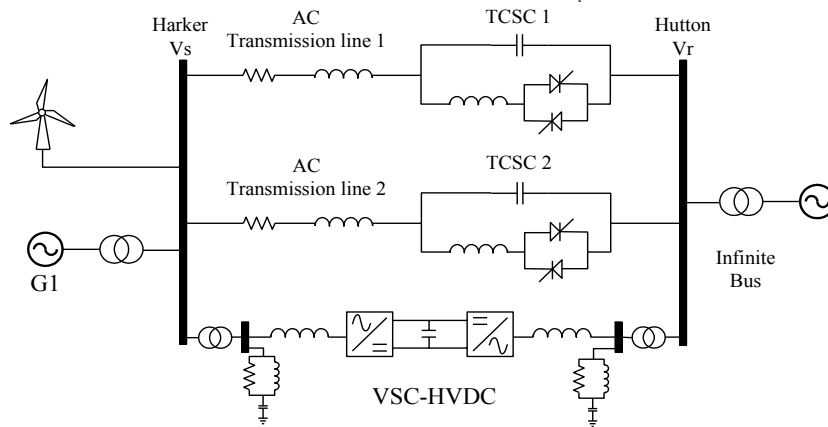 Harker
Vs
AC
Transmission line 1
TCSC 1
Hutton
Vr
AC
Transmission line 2
TCSC 2
G1
Infinite
Bus
VSC-HVDC